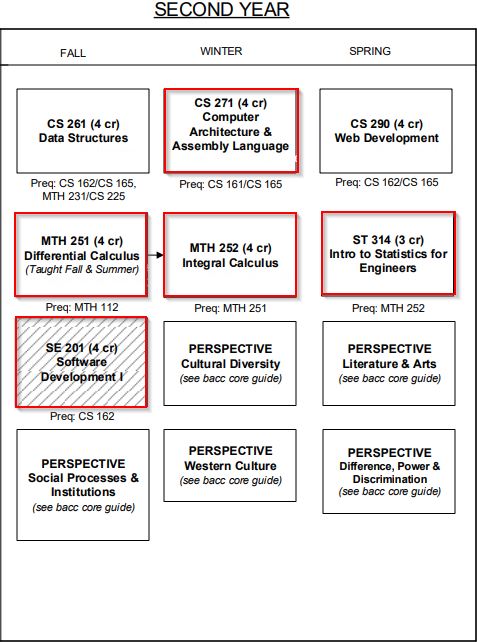 SECOND YEAR
FALL
WINTER
SPRING
CS 261 (4 cr)
Data Structures
Preq: CS 162/CS 165,
MTH 231/CS 225
CS 271 (4 cr)
Computer
Architecture &
Assembly Language
Preq: CS 161/CS 165
CS 290 (4 cr)
Web Development
Preq: CS 162/CS 165
MTH 251 (4 cr)
Differential Calculus
(Taught Fall & Summer)
Preq: MTH 112
MTH 252 (4 cr)
Integral Calculus
Preq: MTH 251
ST 314 (3 cr)
Intro to Statistics for
Engineers
Preq: MTH 252
SE 201 (4 cr)
Software
Development I
Preq: CS 162
PERSPECTIVE
Cultural Diversity
(see bacc core guide)
PERSPECTIVE
Literature & Arts
(see bacc core guide)
PERSPECTIVE
Social Processes &
Institutions
(see bacc core guide)
PERSPECTIVE
Western Culture
(see bacc core guide)
PERSPECTIVE
Difference, Power &
Discrimination
(see bacc core guide)